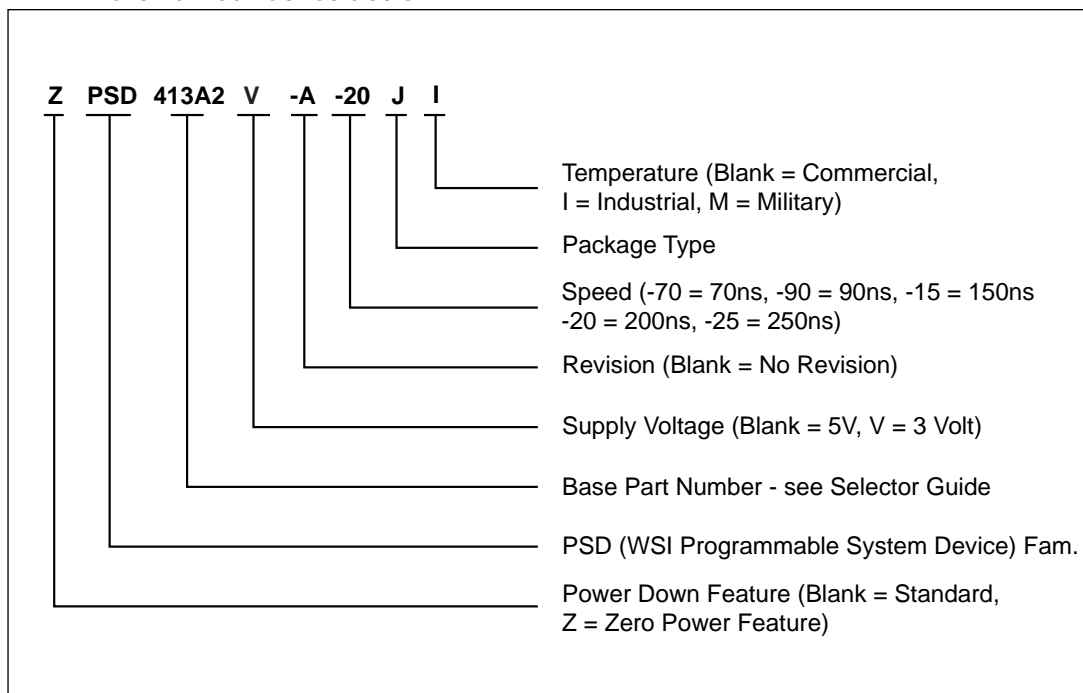 Z PSD 413A2 V -A -20 J I
Temperature (Blank = Commercial,
I = Industrial, M = Military)
Package Type
Speed (-70 = 70ns, -90 = 90ns, -15 = 150ns
-20 = 200ns, -25 = 250ns)
Revision (Blank = No Revision)
Supply Voltage (Blank = 5V, V = 3 Volt)
Base Part Number - see Selector Guide
PSD (WSI Programmable System Device) Fam.
Power Down Feature (Blank = Standard,
Z = Zero Power Feature)